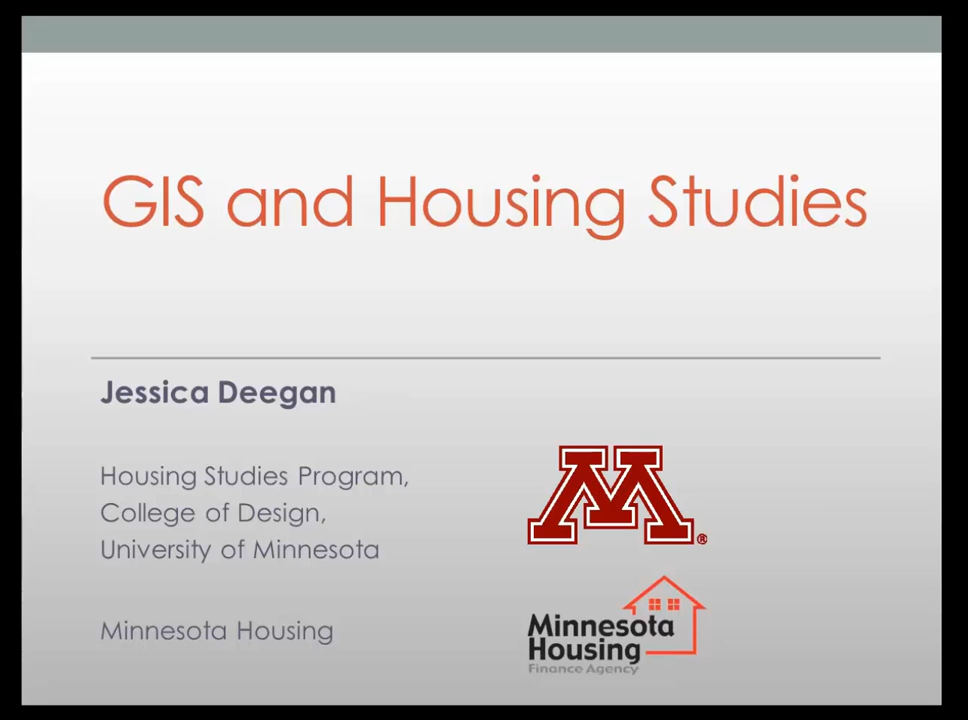 GIS and Housing Studies
Jessica Deegan
Housing Studies Program,
College of Design,
University of Minnesota
M®
Minnesota Housing
Minnesota
Housing
Finance Agency